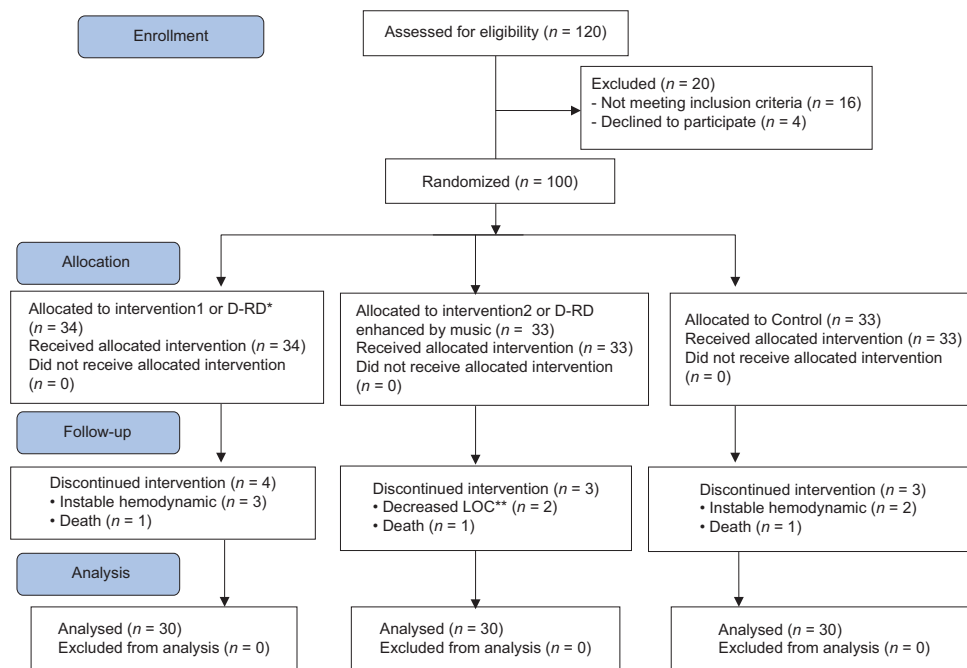 Enrollment
Assessed for eligibility (n = 120)
Excluded (n = 20)
- Not meeting inclusion criteria (n = 16)
- Declined to participate (n = 4)
Randomized (n = 100)
Allocation
Allocated to intervention1 or D-RD*
(n = 34)
Received allocated intervention (n = 34)
Did not receive allocated intervention
(n = 0)
Allocated to intervention2 or D-RD
enhanced by music (n = 33)
Received allocated intervention (n = 33)
Did not receive allocated intervention
(n = 0)
Allocated to Control (n = 33)
Received allocated intervention (n = 33)
Did not receive allocated intervention
(n = 0)
Follow-up
Discontinued intervention (n = 4)
• Instable hemodynamic (n = 3)
• Death (n = 1)
Discontinued intervention (n = 3)
• Decreased LOC** (n = 2)
• Death (n = 1)
Discontinued intervention (n = 3)
• Instable hemodynamic (n = 2)
• Death (n = 1)
Analysis
Analysed (n = 30)
Excluded from analysis (n = 0)
Analysed (n = 30)
Excluded from analysis (n = 0)
Analysed (n = 30)
Excluded from analysis (n = 0)